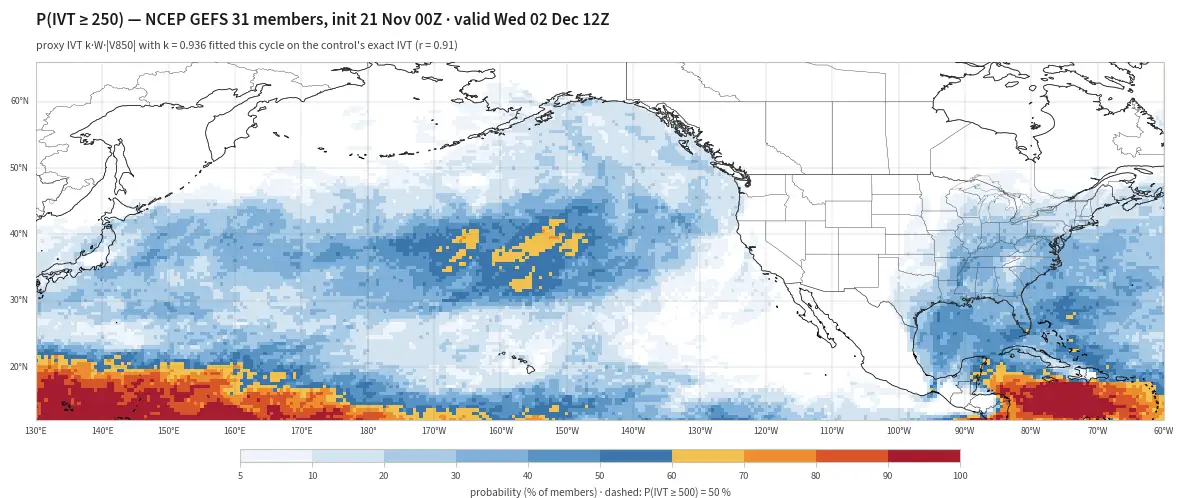 P(IVT ≥ 250) — NCEP GEFS 31 members, init 21 Nov 00Z · valid Wed 02 Dec 12Z
proxy IVT k·W·|V850| with k = 0.936 fitted this cycle on the control's exact IVT (r = 0.91)
60°N
50°N
40°N
30°N
20°N
130°E 140°E 150°E 160°E 170°E 180° 170°W 160°W 150°W 140°W 130°W 120°W 110°W 100°W 90°W 80°W 70°W 60°W
5 10 20 30 40 50 60 70 80 90 100
probability (% of members) · dashed: P(IVT ≥ 500) = 50 %